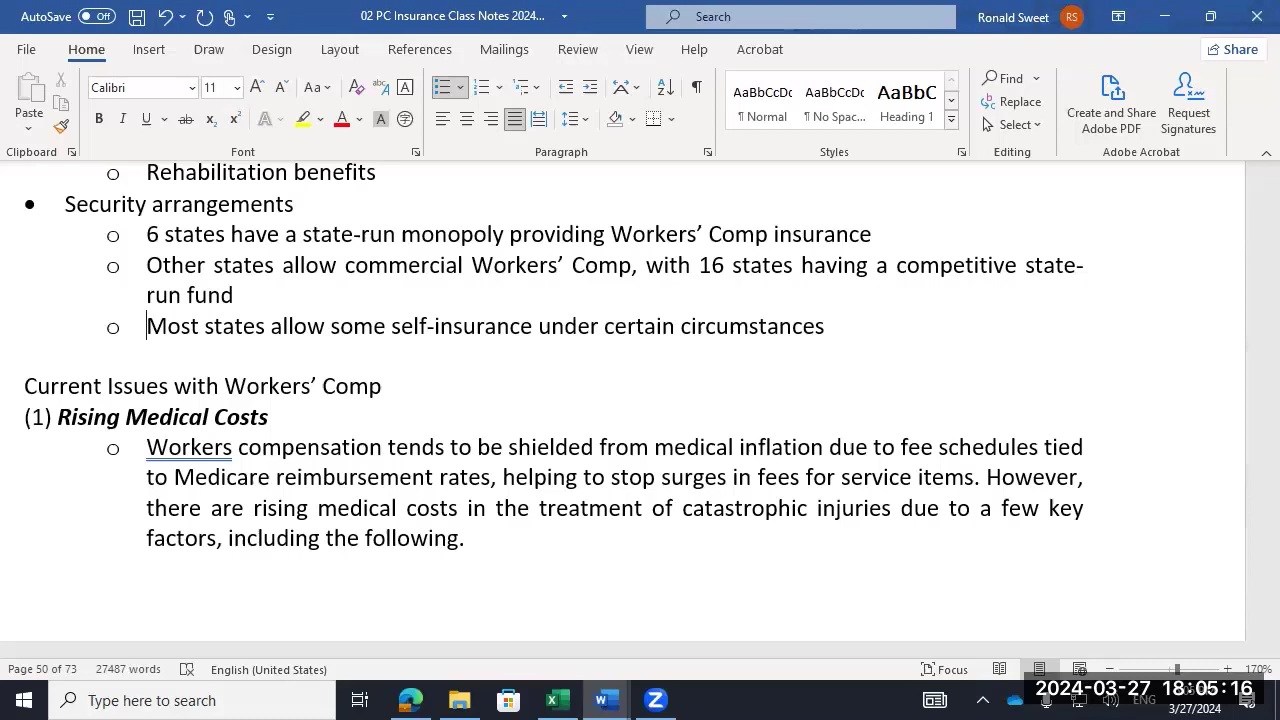 AutoSave Off 02 PC Insurance Class Notes 2024... Search Ronald Sweet RS
File Home Insert Draw Design Layout References Mailings Review View Help Acrobat Share
Calibri 11 Aa A AaBbCcDc AaBbCcDc AaBbC Find
Paste B I U ab x₂ x² A A A ¶ Normal ¶ No Spac... Heading 1 Replace Create and Share Request
Select Adobe PDF Signatures
Clipboard Font Paragraph Styles Editing Adobe Acrobat
o Rehabilitation benefits
• Security arrangements
o 6 states have a state-run monopoly providing Workers’ Comp insurance
o Other states allow commercial Workers’ Comp, with 16 states having a competitive state-
run fund
o Most states allow some self-insurance under certain circumstances
Current Issues with Workers’ Comp
(1) Rising Medical Costs
o Workers compensation tends to be shielded from medical inflation due to fee schedules tied
to Medicare reimbursement rates, helping to stop surges in fees for service items. However,
there are rising medical costs in the treatment of catastrophic injuries due to a few key
factors, including the following.
Page 50 of 73 27487 words English (United States) Focus 170%
Type here to search ENG 2024-03-27 18:05:16
3/27/2024